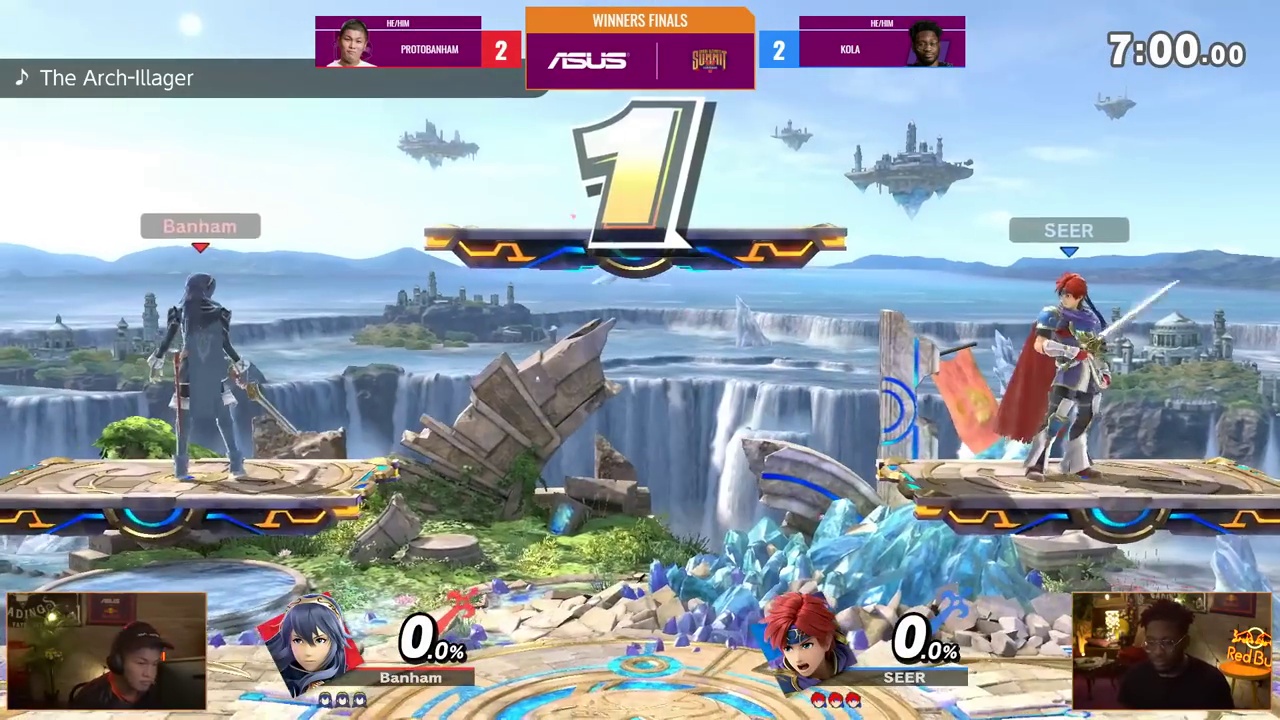 HE/HIM
PROTOBANHAM
2
WINNERS FINALS
ASUS
SUMMIT
2
HE/HIM
KOLA
7:00.00
♪ The Arch-Illager
1
Banham
SEER
0.0%
Banham
0.0%
SEER
Red Bu